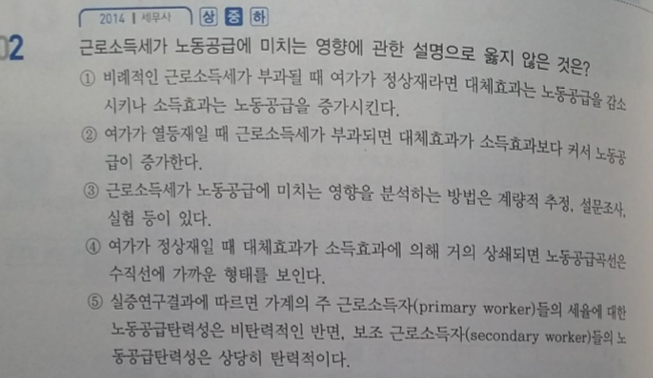 2014 | 세무사 상 중 하
02 근로소득세가 노동공급에 미치는 영향에 관한 설명으로 옳지 않은 것은?
① 비례적인 근로소득세가 부과될 때 여가가 정상재라면 대체효과는 노동공급을 감소
시키나 소득효과는 노동공급을 증가시킨다.
② 여가가 열등재일 때 근로소득세가 부과되면 대체효과가 소득효과보다 커서 노동공
급이 증가한다.
③ 근로소득세가 노동공급에 미치는 영향을 분석하는 방법은 계량적 추정, 설문조사,
실험 등이 있다.
④ 여가가 정상재일 때 대체효과가 소득효과에 의해 거의 상쇄되면 노동공급곡선은
수직선에 가까운 형태를 보인다.
⑤ 실증연구결과에 따르면 가계의 주 근로소득자(primary worker)들의 세율에 대한
노동공급탄력성은 비탄력적인 반면, 보조 근로소득자(secondary worker)들의 노
동공급탄력성은 상당히 탄력적이다.